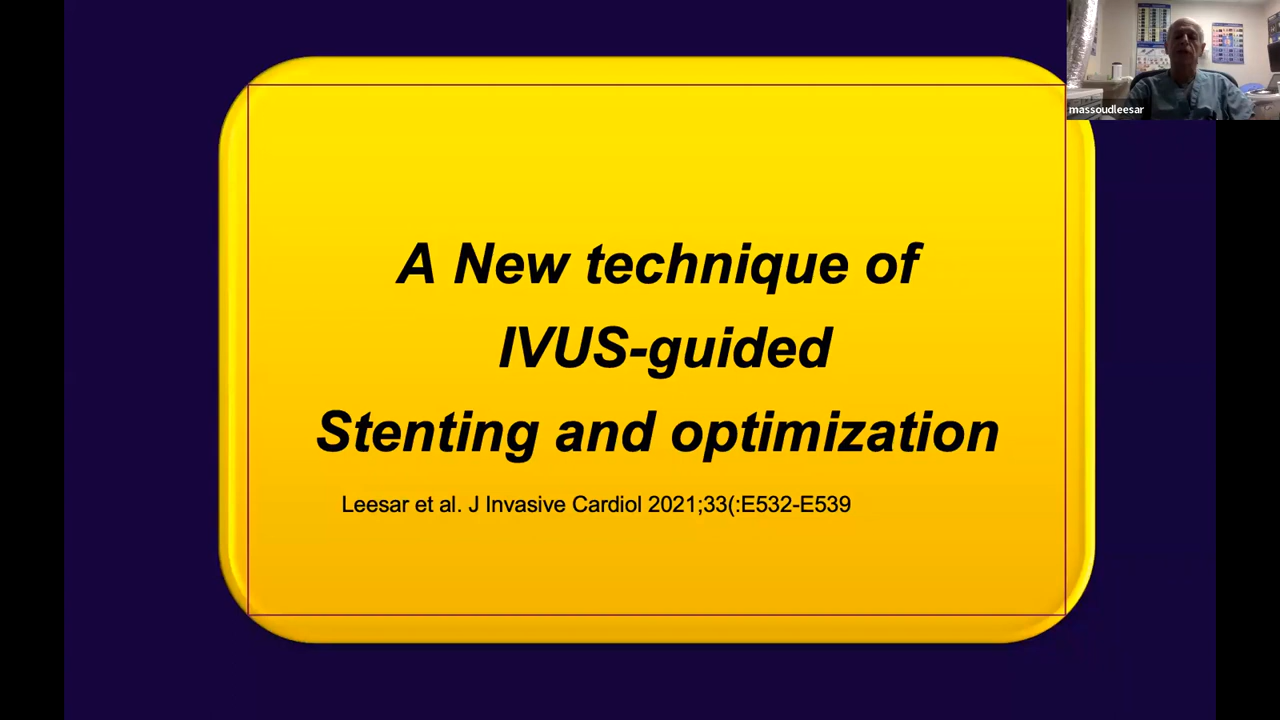 massoudleesar
A New technique of
IVUS-guided
Stenting and optimization
Leesar et al. J Invasive Cardiol 2021;33(:E532-E539